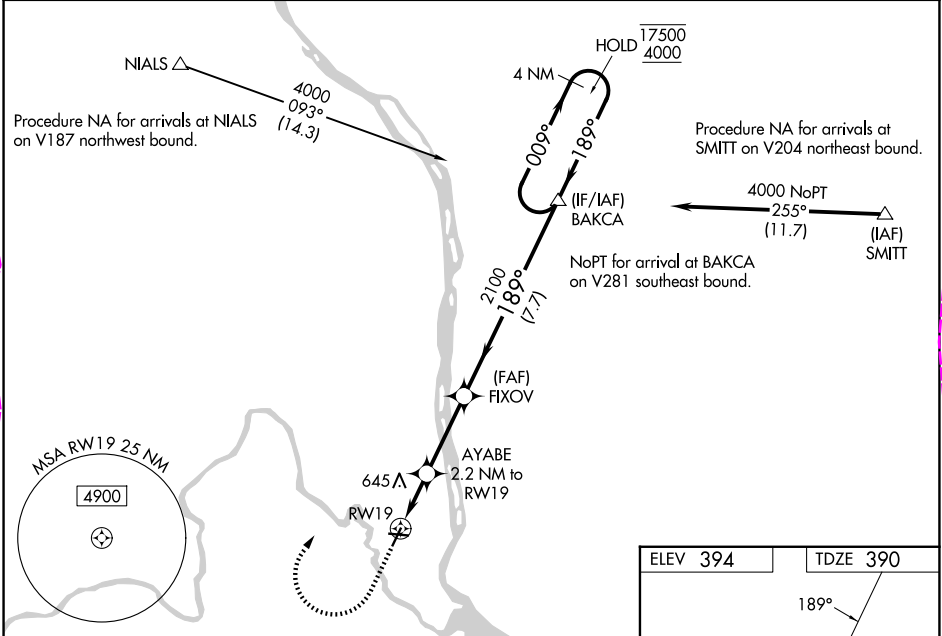 HOLD 17500
4000
NIALS
4 NM
4000
093°
(14.3)
Procedure NA for arrivals at NIALS
on V187 northwest bound.
009°
189°
Procedure NA for arrivals at
SMITT on V204 northeast bound.
4000 NoPT
255°
(11.7)
(IAF)
SMITT
(IF/IAF)
BAKCA
NoPT for arrival at BAKCA
on V281 southeast bound.
2100
189°
(7.7)
(FAF)
FIXOV
AYABE
2.2 NM to
RW19
645
RW19
MSA RW19 25 NM
4900
ELEV 394
TDZE 390
189°